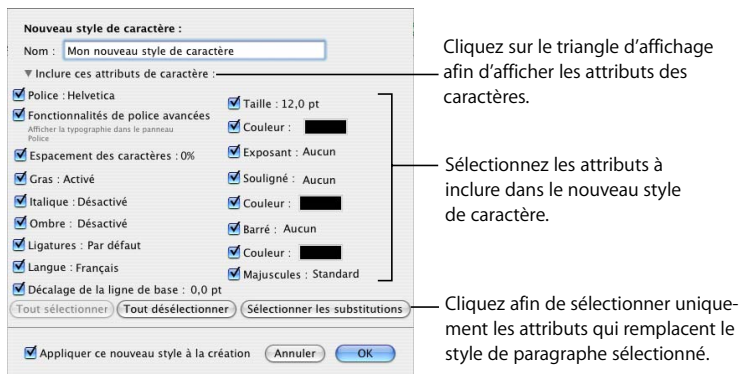 Nouveau style de caractère :
Nom : Mon nouveau style de caractère
Inclure ces attributs de caractère :
Police : Helvetica
Fonctionnalités de police avancées
Afficher la typographie dans le panneau
Police
Espacement des caractères : 0%
Gras : Activé
Italique : Désactivé
Ombre : Désactivé
Ligatures : Par défaut
Langue : Français
Décalage de la ligne de base : 0,0 pt
Taille : 12,0 pt
Couleur :
Exposant : Aucun
Souligné : Aucun
Couleur :
Barré : Aucun
Couleur :
Majuscules : Standard
Tout sélectionner Tout désélectionner Sélectionner les substitutions
Appliquer ce nouveau style à la création Annuler OK
Cliquez sur le triangle d’affichage
afin d’afficher les attributs des
caractères.
Sélectionnez les attributs à
inclure dans le nouveau style
de caractère.
Cliquez afin de sélectionner unique-
ment les attributs qui remplacent le
style de paragraphe sélectionné.